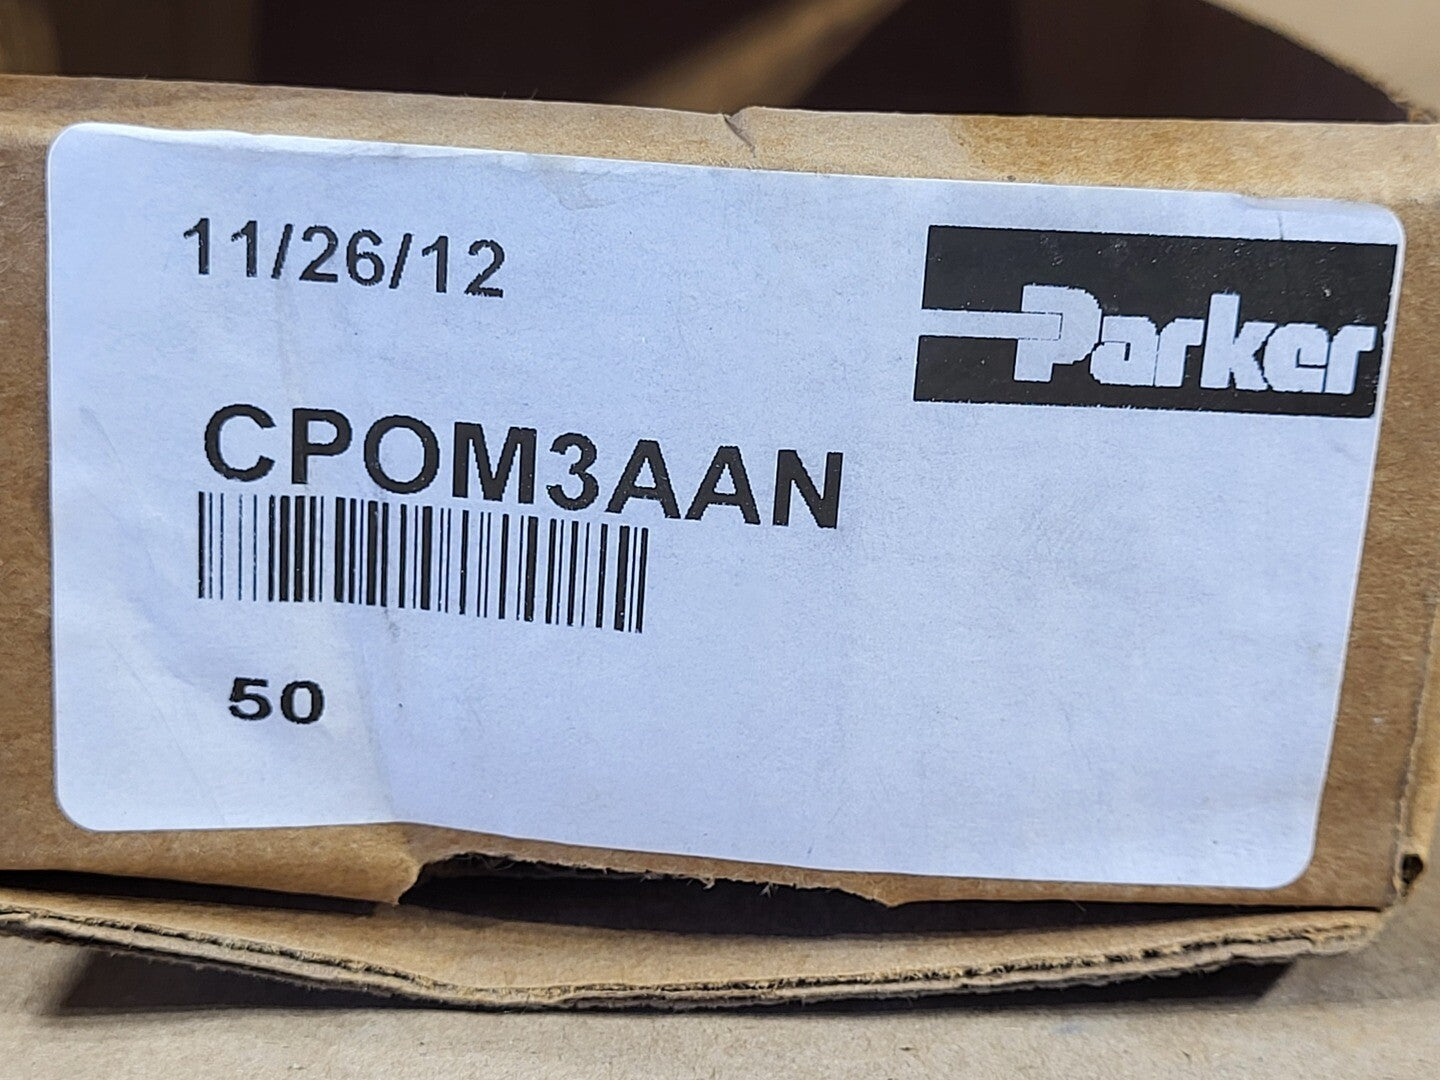 11/26/12
Parker
CPOM3AAN
50